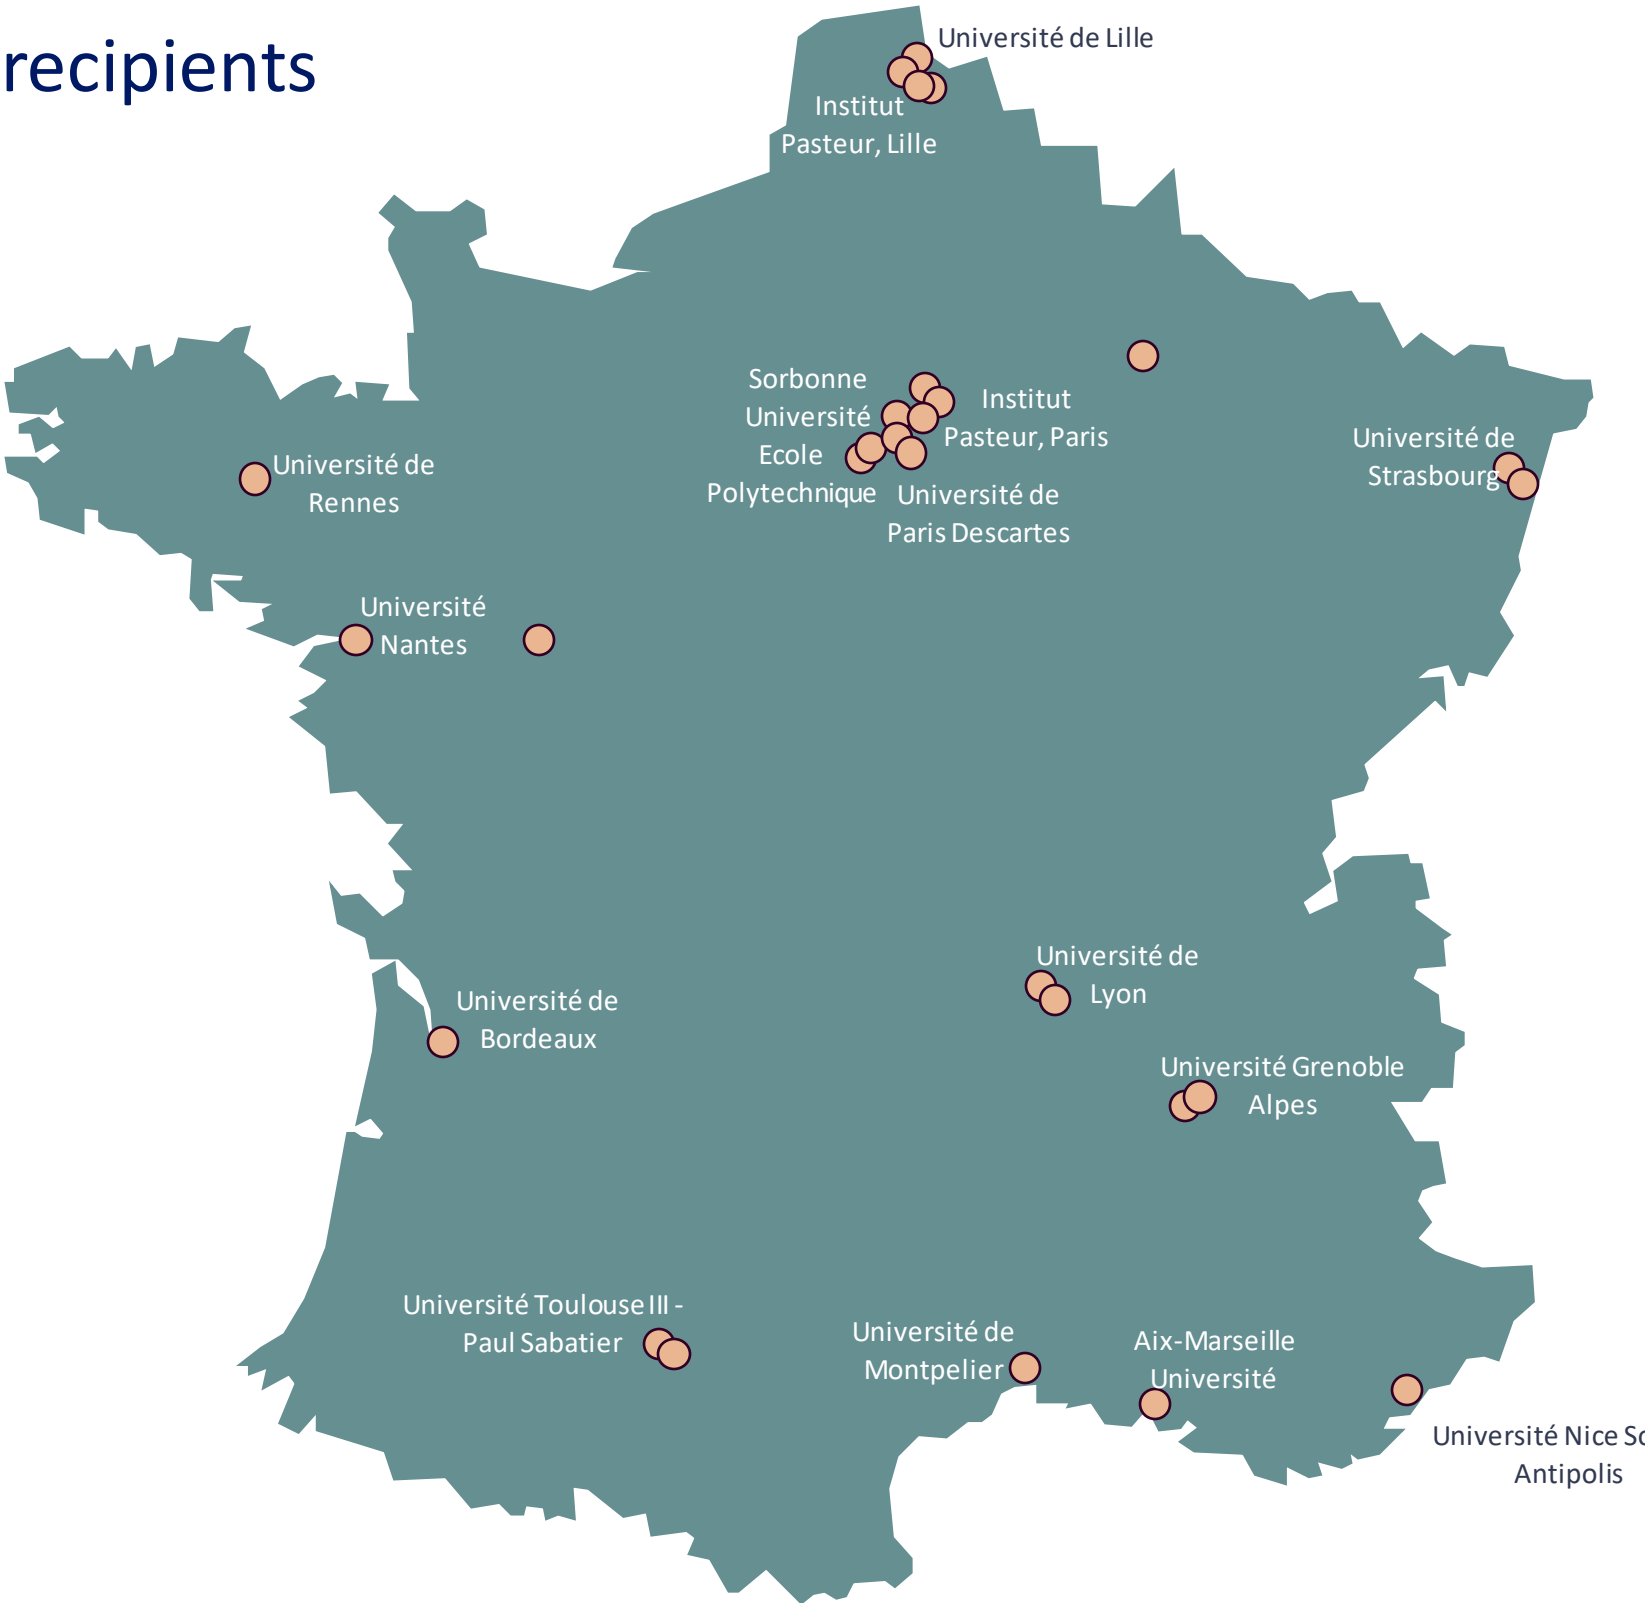 recipients
Université de Lille
Institut
Pasteur, Lille
Sorbonne
Université
Ecole
Polytechnique
Institut
Pasteur, Paris
Université de
Paris Descartes
Université de
Strasbourg
Université de
Rennes
Université
Nantes
Université de
Lyon
Université de
Bordeaux
Université Grenoble
Alpes
Université Toulouse III -
Paul Sabatier
Université de
Montpelier
Aix-Marseille
Université
Université Nice
Antipolis